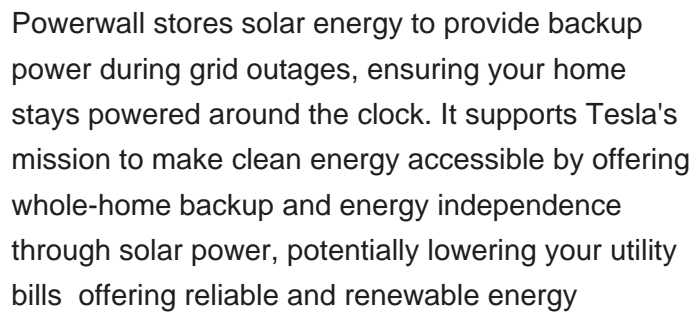 Powerwall stores solar energy to provide backup
power during grid outages, ensuring your home
stays powered around the clock. It supports Tesla's
mission to make clean energy accessible by offering
whole-home backup and energy independence
through solar power, potentially lowering your utility
bills  offering reliable and renewable energy